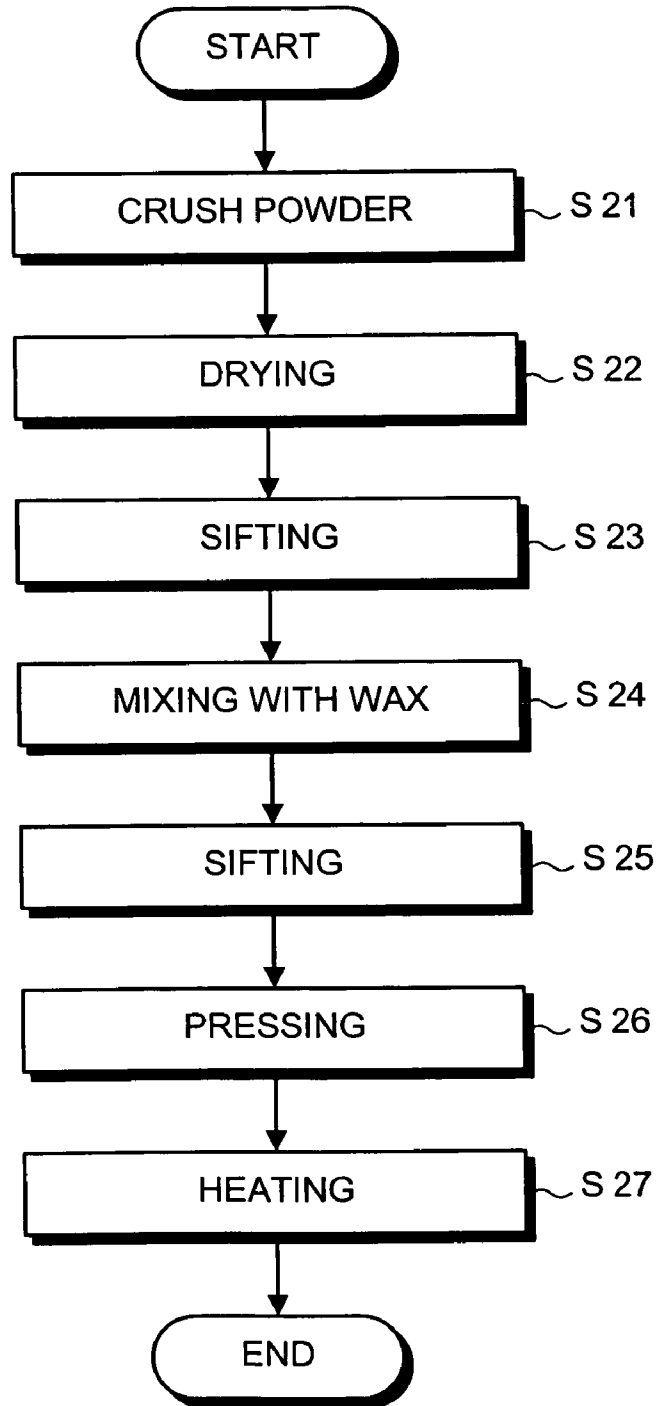 START
CRUSH POWDER S 21
DRYING S 22
SIFTING S 23
MIXING WITH WAX S 24
SIFTING S 25
PRESSING S 26
HEATING S 27
END